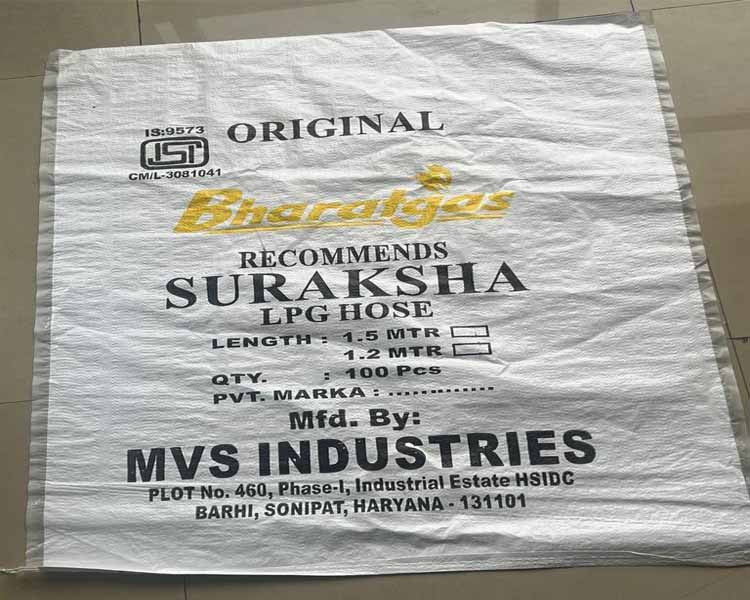 IS:9573
ISI
CM/L-3081041
ORIGINAL
Bharatgas
RECOMMENDS
SURAKSHA
LPG HOSE
LENGTH : 1.5 MTR
1.2 MTR
QTY. : 100 Pcs
PVT. MARKA : .............
Mfd. By:
MVS INDUSTRIES
PLOT No. 460, Phase-I, Industrial Estate HSIDC
BARHI, SONIPAT, HARYANA - 131101